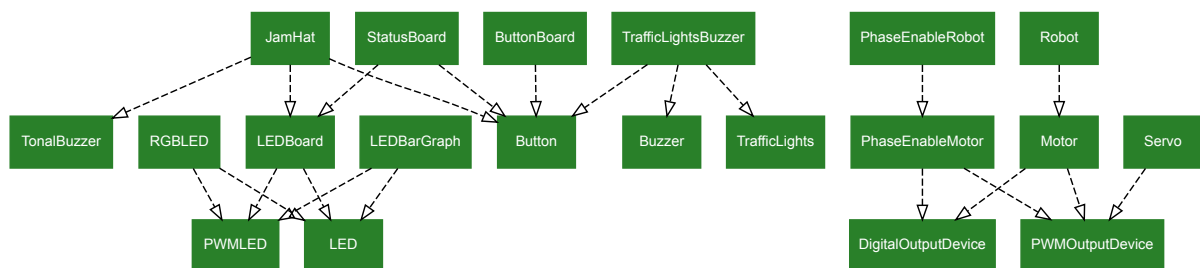 JamHat
StatusBoard
ButtonBoard
TrafficLightsBuzzer
PhaseEnableRobot
Robot
TonalBuzzer
RGBLED
LEDBoard
LEDBarGraph
Button
Buzzer
TrafficLights
PhaseEnableMotor
Motor
Servo
PWMLED
LED
DigitalOutputDevice
PWMOutputDevice